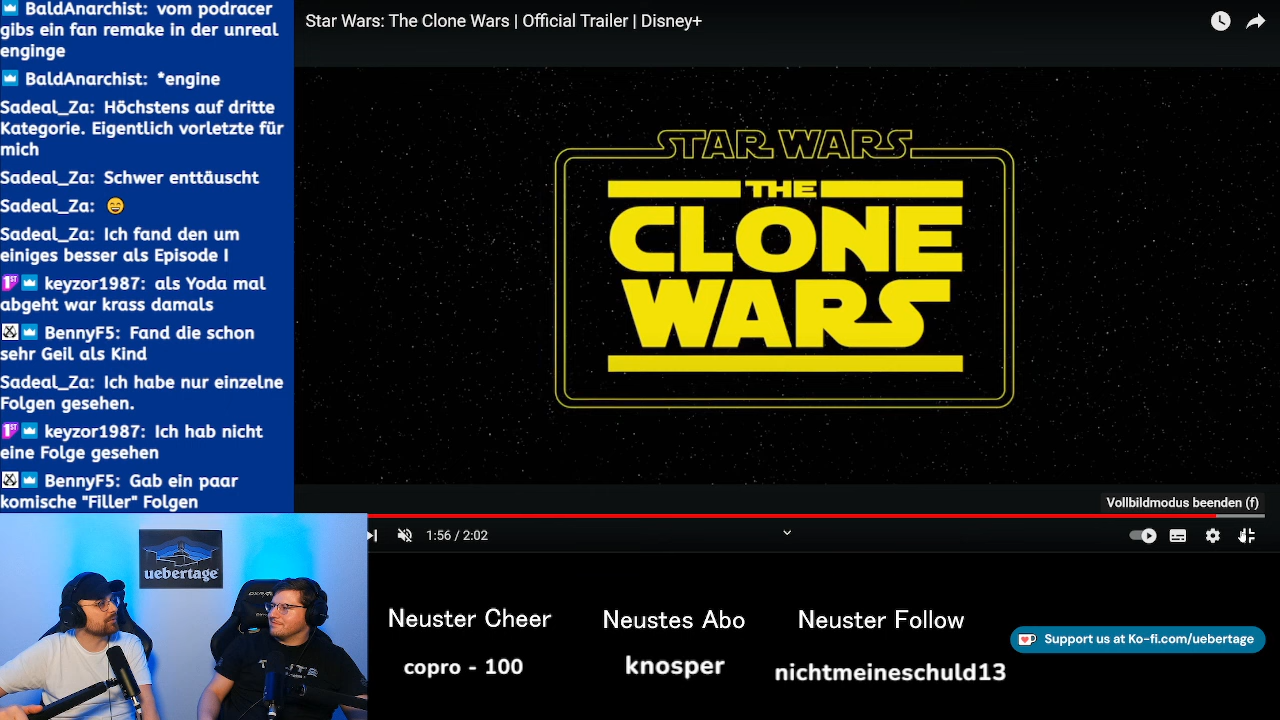 BaldAnarchist: vom podracer
gibs ein fan remake in der unreal
enginge
BaldAnarchist: *engine
Sadeal_Za: Höchstens auf dritte
Kategorie. Eigentlich vorletzte für
mich
Sadeal_Za: Schwer enttäuscht
Sadeal_Za: 😄
Sadeal_Za: Ich fand den um
einiges besser als Episode I
1ST keyzor1987: als Yoda mal
abgeht war krass damals
BennyF5: Fand die schon
sehr Geil als Kind
Sadeal_Za: Ich habe nur einzelne
Folgen gesehen.
1ST keyzor1987: Ich hab nicht
eine Folge gesehen
BennyF5: Gab ein paar
komische "Filler" Folgen
Star Wars: The Clone Wars | Official Trailer | Disney+
STAR WARS
THE
CLONE
WARS
Vollbildmodus beenden (f)
1:56 / 2:02
uebertage
Neuster Cheer
copro - 100
Neustes Abo
knosper
Neuster Follow
nichtmeineschuld13
Support us at Ko-fi.com/uebertage